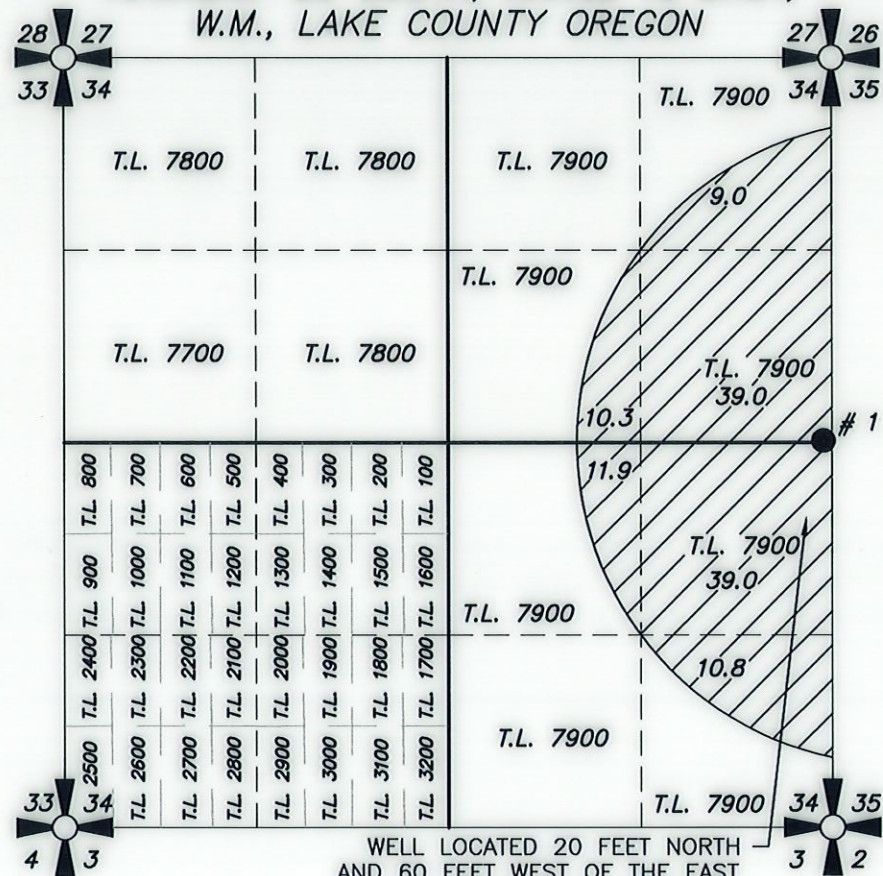 W.M., LAKE COUNTY OREGON
28 27
33 34
27 26
34 35
T.L. 7900
T.L. 7800
T.L. 7800
T.L. 7900
9.0
T.L. 7900
T.L. 7700
T.L. 7800
T.L. 7900
39.0
10.3
# 1
11.9
T.L. 800
T.L. 700
T.L. 600
T.L. 500
T.L. 400
T.L. 300
T.L. 200
T.L. 100
T.L. 900
T.L. 1000
T.L. 1100
T.L. 1200
T.L. 1300
T.L. 1400
T.L. 1500
T.L. 1600
T.L. 7900
39.0
T.L. 7900
T.L. 2400
T.L. 2300
T.L. 2200
T.L. 2100
T.L. 2000
T.L. 1900
T.L. 1800
T.L. 1700
10.8
2500
T.L. 2600
T.L. 2700
T.L. 2800
T.L. 2900
T.L. 3000
T.L. 3100
T.L. 3200
T.L. 7900
T.L. 7900
33 34
4 3
34 35
3 2
WELL LOCATED 20 FEET NORTH
AND 60 FEET WEST OF THE EAST